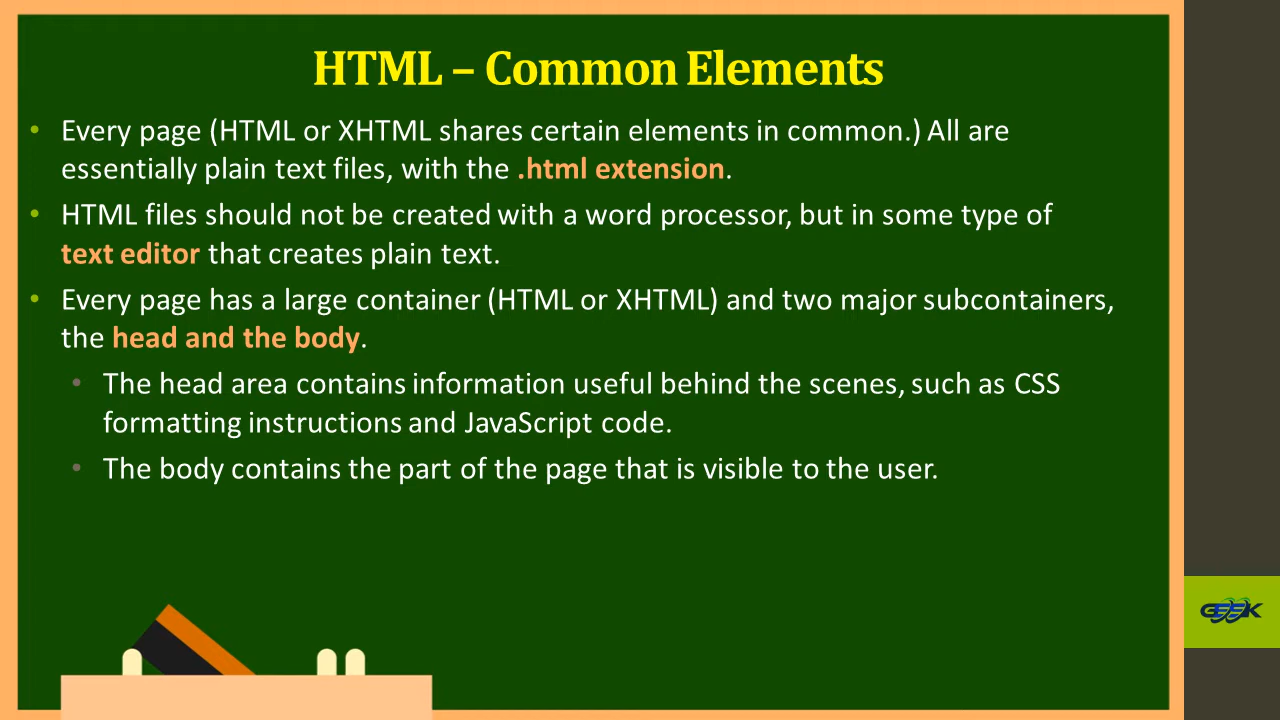 HTML – Common Elements
• Every page (HTML or XHTML shares certain elements in common.) All are
essentially plain text files, with the .html extension.
• HTML files should not be created with a word processor, but in some type of
text editor that creates plain text.
• Every page has a large container (HTML or XHTML) and two major subcontainers,
the head and the body.
• The head area contains information useful behind the scenes, such as CSS
formatting instructions and JavaScript code.
• The body contains the part of the page that is visible to the user.
GEEK